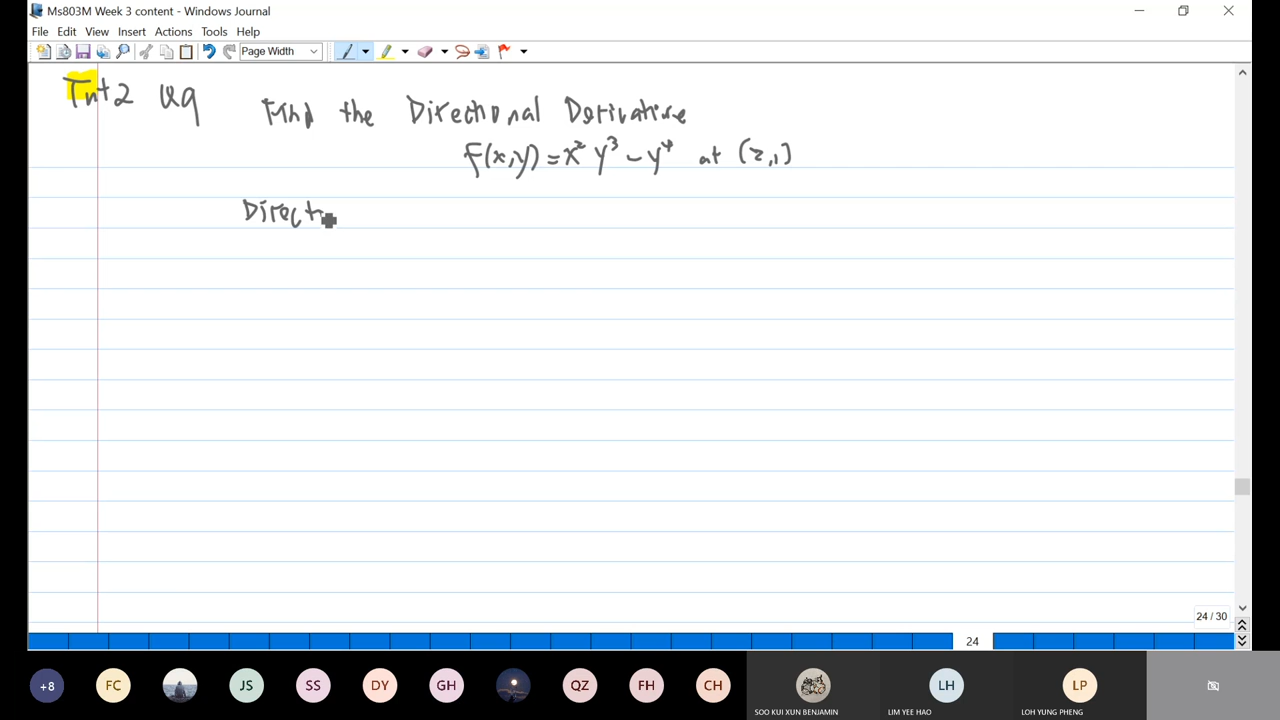 Ms803M Week 3 content - Windows Journal
File Edit View Insert Actions Tools Help
Page Width
Tut2 Q9 Find the Directional Derivative
F(x,y) = x² y³ - y⁴ at (2,1)
Direct
24 / 30
24
+8 FC JS SS DY GH QZ FH CH LH LP
SOO KUI XUN BENJAMIN LIM YEE HAO LOH YUNG PHENG